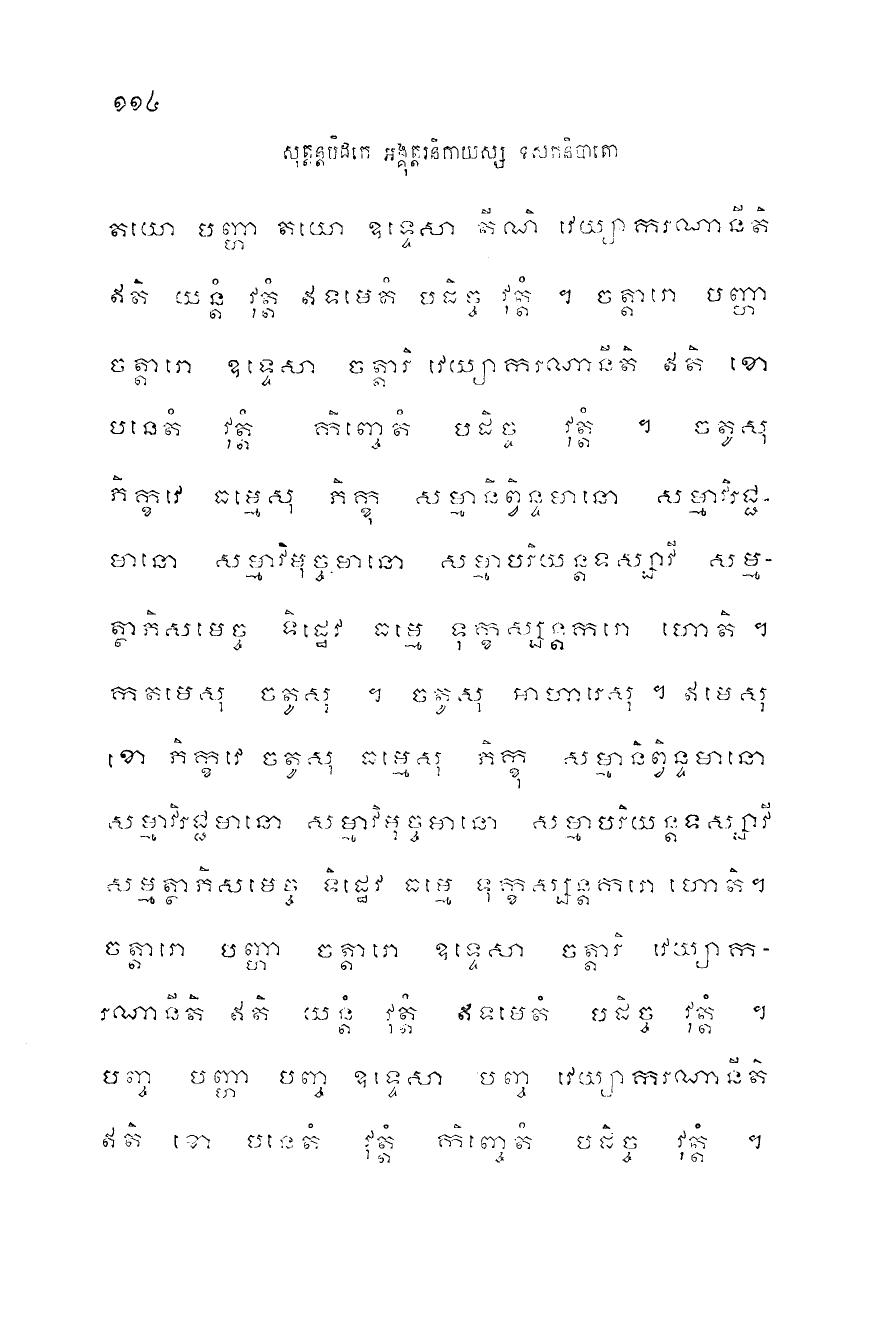 ១១៤
សុត្តន្តបិដកេ អង្គុត្តរនិកាយស្ស ទសកនិបាតោ
តយោ បញ្ហា តយោ ឧទ្ទេសា តីណិ វេយ្យាករណានីតិ
ឥតិ យន្តំ វុត្តំ ឥទមេតំ បដិច្ច វុត្តំ ។ ចត្តារោ បញ្ហា
ចត្តារោ ឧទ្ទេសា ចត្តារិ វេយ្យាករណានីតិ ឥតិ ខោ
បនេតំ វុត្តំ កិញ្ចេតំ បដិច្ច វុត្តំ ។ ចតូសុ
ភិក្ខវេ ធម្មេសុ ភិក្ខុ សម្មានិព្វិន្ទមានោ សម្មាវិរជ្ជ-
មានោ សម្មាវិមុច្ចមានោ សម្មាបរិយន្តទស្សាវី សម្ម-
ត្ថាភិសមេច្ច ទិដ្ឋេវ ធម្មេ ទុក្ខស្សន្តករោ ហោតិ ។
កតមេសុ ចតូសុ ។ ចតូសុ អាហារេសុ ។ ឥមេសុ
ខោ ភិក្ខវេ ចតូសុ ធម្មេសុ ភិក្ខុ សម្មានិព្វិន្ទមានោ
សម្មាវិរជ្ជមានោ សម្មាវិមុច្ចមានោ សម្មាបរិយន្តទស្សាវី
សម្មត្ថាភិសមេច្ច ទិដ្ឋេវ ធម្មេ ទុក្ខស្សន្តករោ ហោតិ។
ចត្តារោ បញ្ហា ចត្តារោ ឧទ្ទេសា ចត្តារិ វេយ្យាក-
រណានីតិ ឥតិ យន្តំ វុត្តំ ឥទមេតំ បដិច្ច វុត្តំ ។
បញ្ច បញ្ហា បញ្ច ឧទ្ទេសា បញ្ច វេយ្យាករណានីតិ
ឥតិ ខោ បនេតំ វុត្តំ កិញ្ចេតំ បដិច្ច វុត្តំ ។